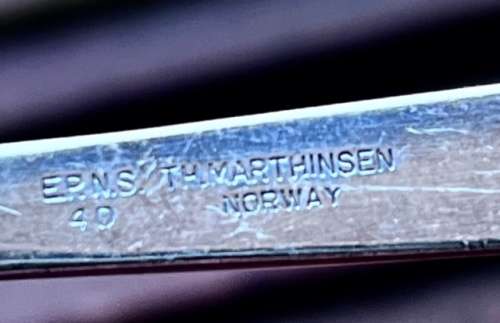 E.P.N.S. TH.MARTHINSEN
40 NORWAY